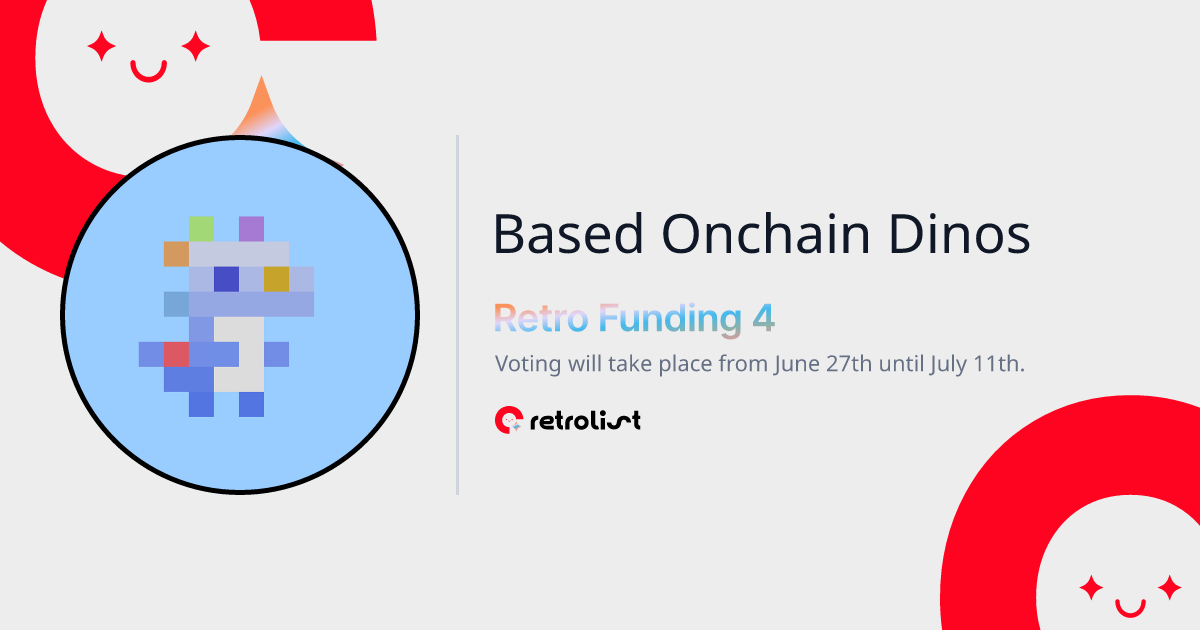 Based Onchain Dinos
Retro Funding 4
Voting will take place from June 27th until July 11th.
retrolist